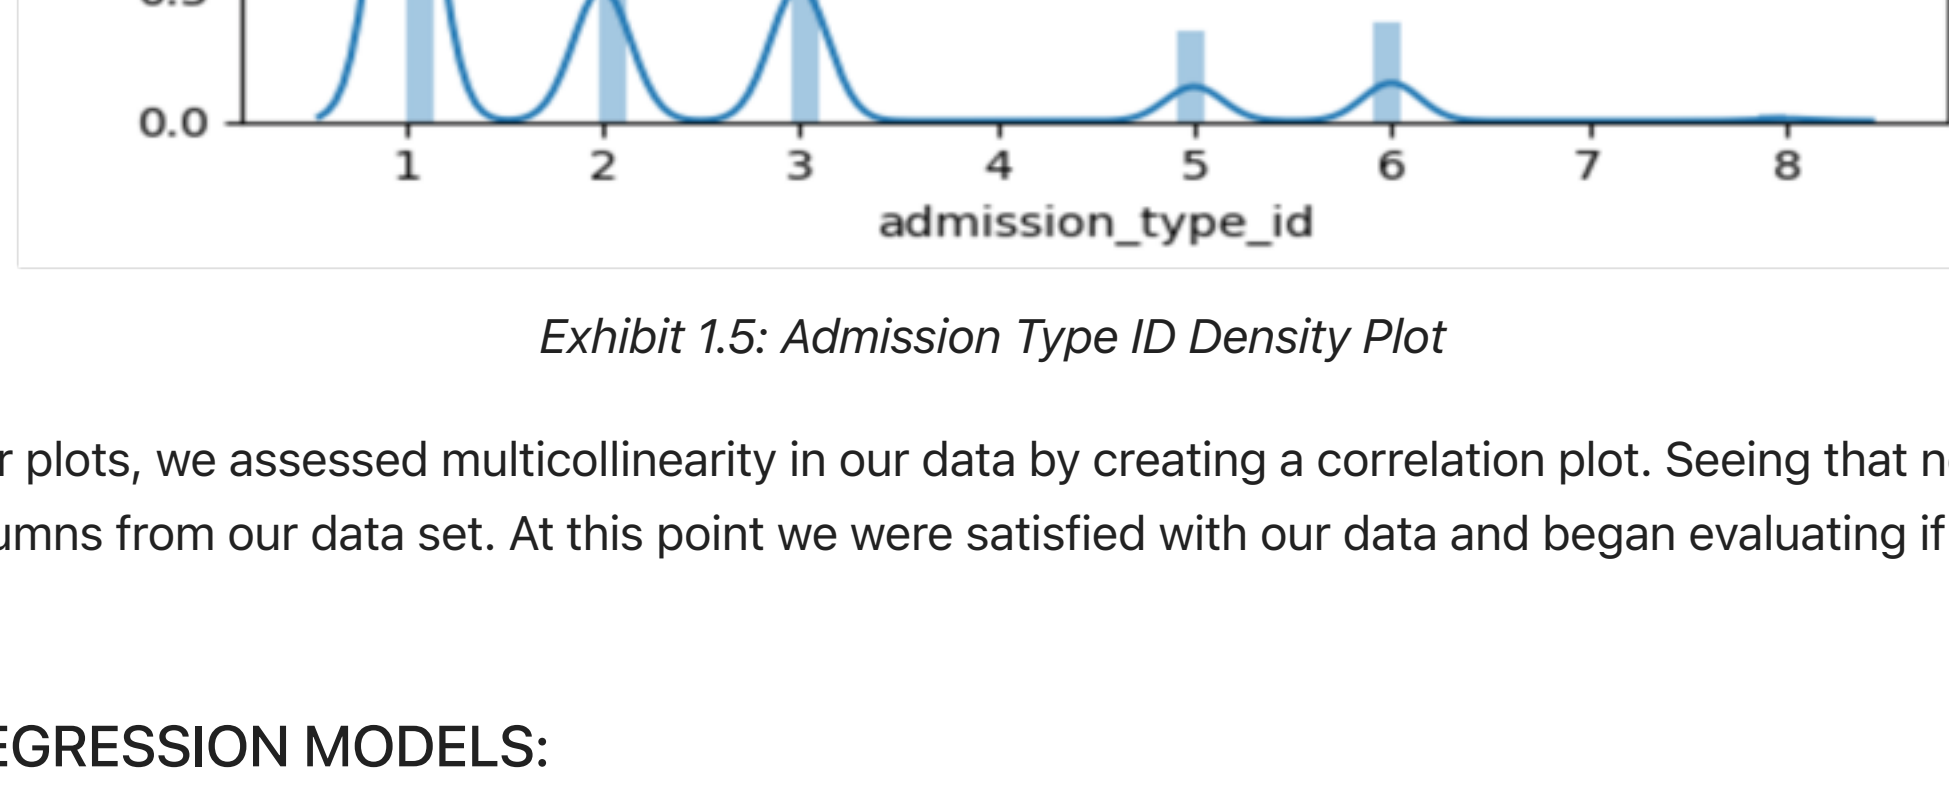 0.0
1 2 3 4 5 6 7 8
admission_type_id
Exhibit 1.5: Admission Type ID Density Plot
plots, we assessed multicollinearity in our data by creating a correlation plot. Seeing that
from our data set. At this point we were satisfied with our data and began evaluating if
MODELS: